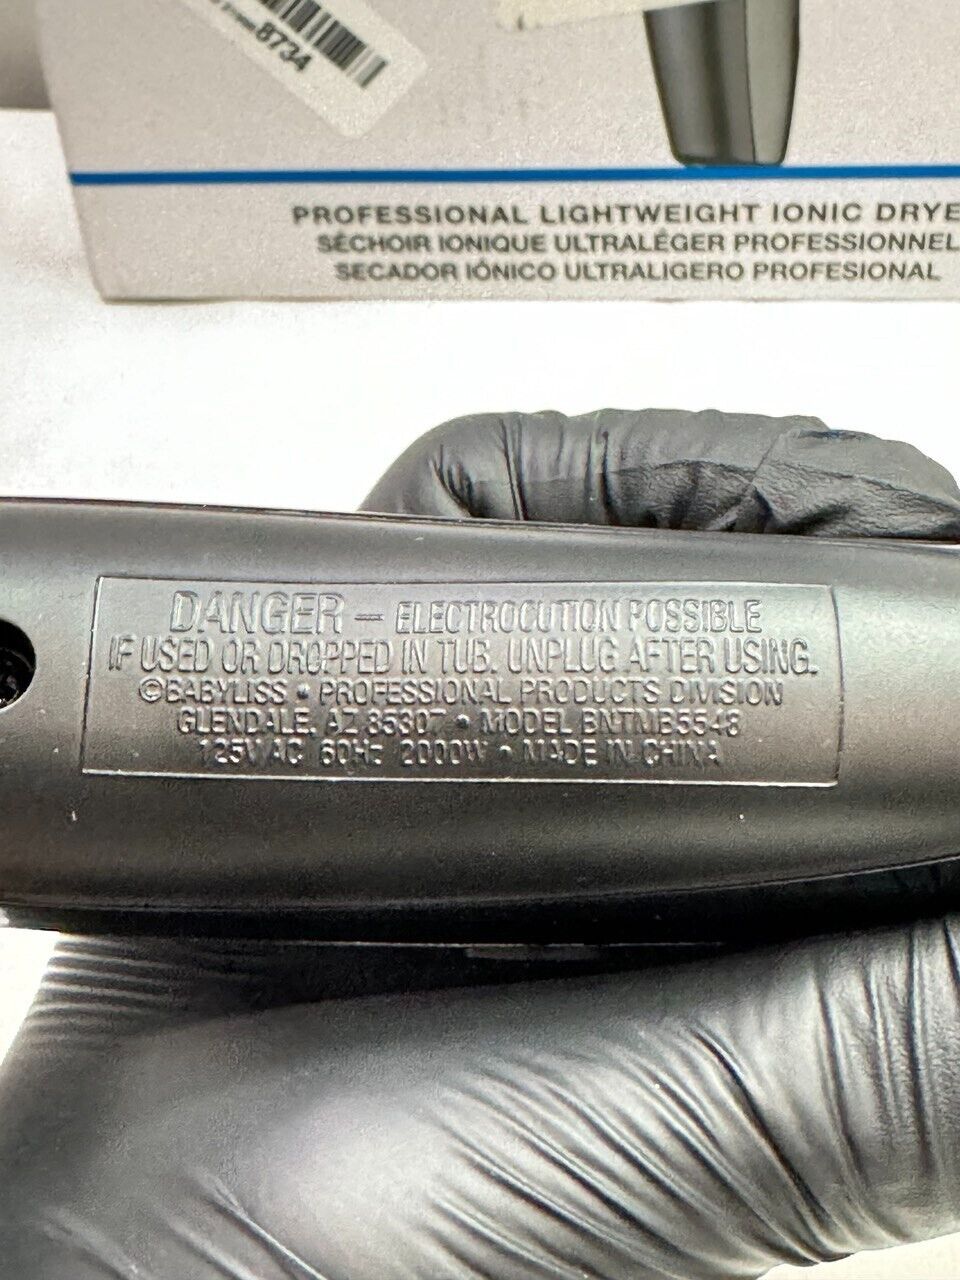 8734
PROFESSIONAL LIGHTWEIGHT IONIC DRYE
SÉCHOIR IONIQUE ULTRALÉGER PROFESSIONNEL
SECADOR IÓNICO ULTRALIGERO PROFESIONAL
DANGER – ELECTROCUTION POSSIBLE
IF USED OR DROPPED IN TUB. UNPLUG AFTER USING.
©BABYLISS • PROFESSIONAL PRODUCTS DIVISION
GLENDALE, AZ 85307 • MODEL BNTMB5548
125V AC 60Hz 2000W • MADE IN CHINA